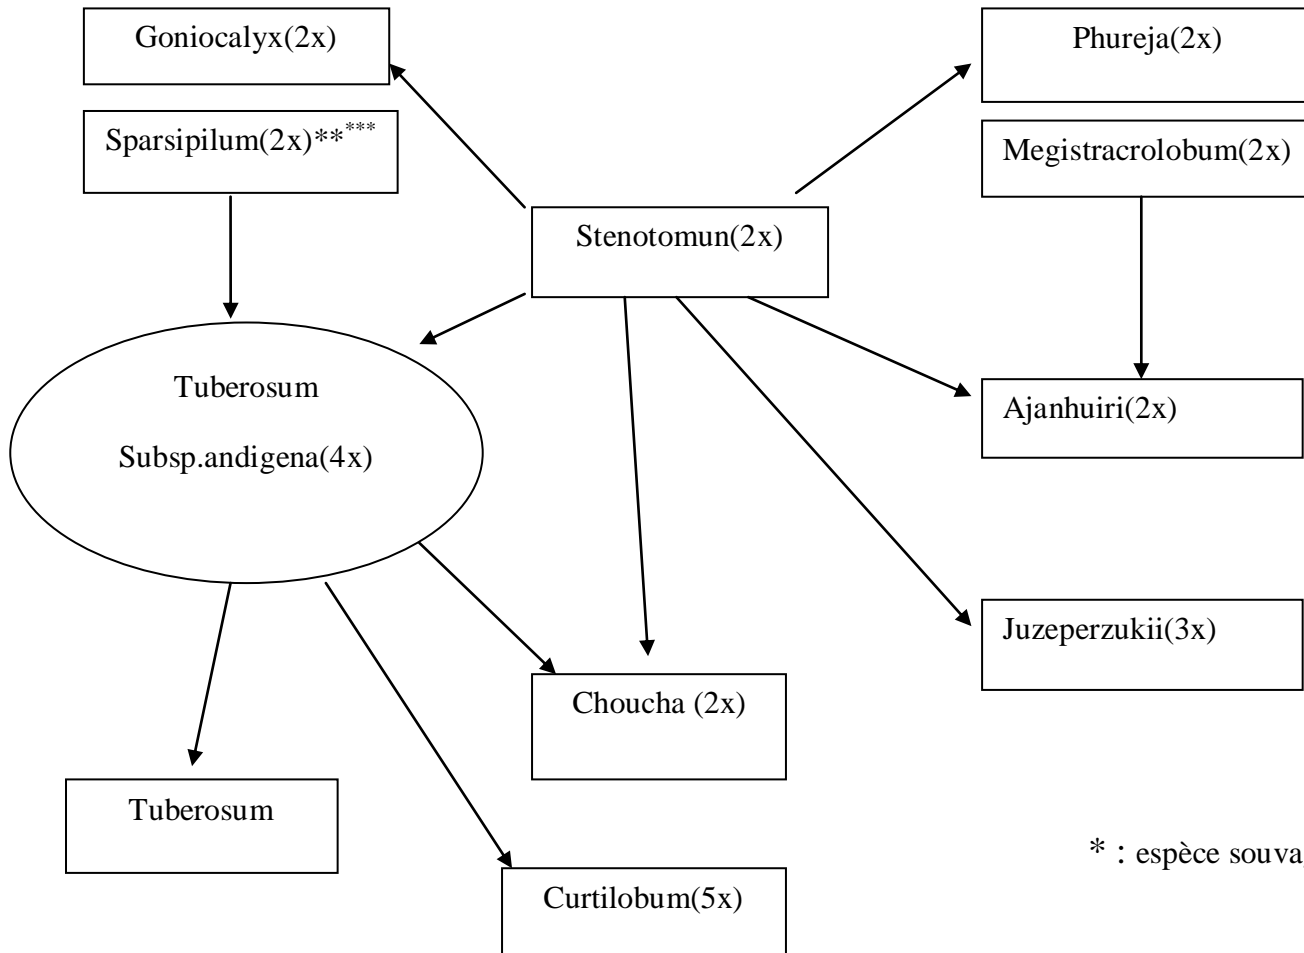 Goniocalyx(2x)
Phureja(2x)
Sparsipilum(2x)*****
Megistracrolobum(2x)
Stenotomun(2x)
Tuberosum
Subsp.andigena(4x)
Ajanhuiri(2x)
Juzeperzukii(3x)
Choucha (2x)
Tuberosum
Curtilobum(5x)
* : espèce souva